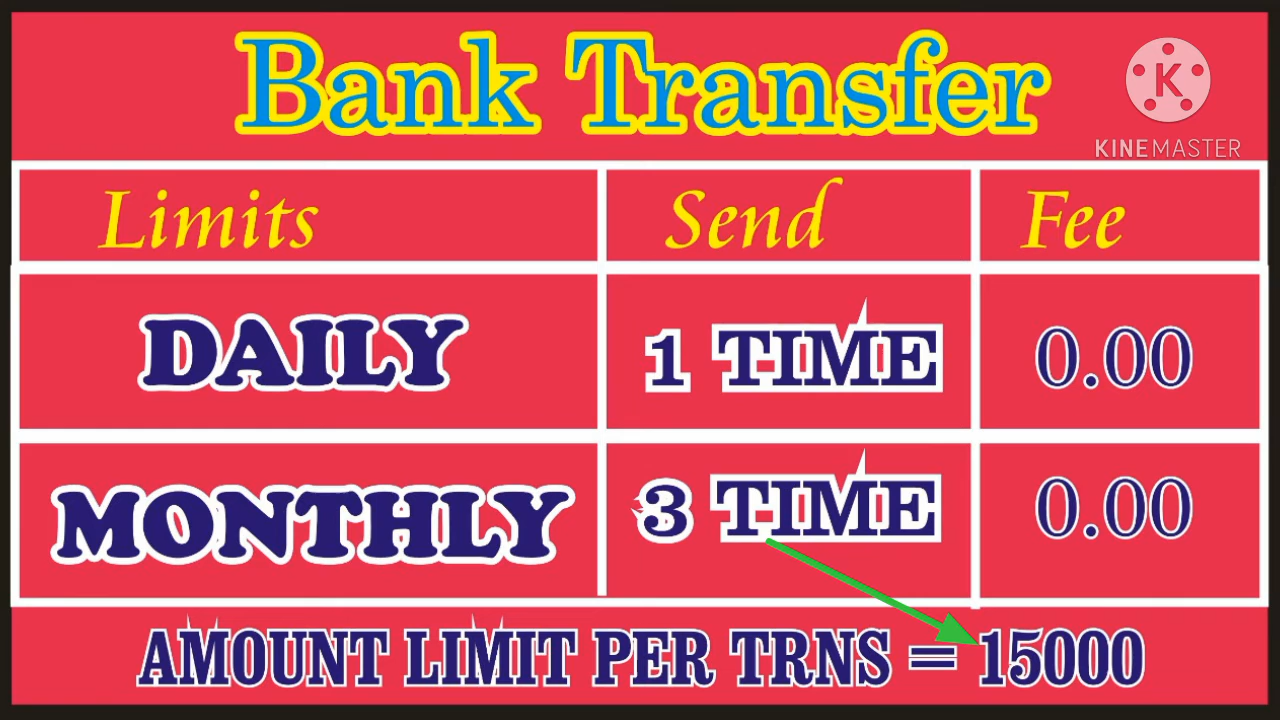 Bank Transfer
K
KINEMASTER
Limits Send Fee
DAILY 1 TIME 0.00
MONTHLY 3 TIME 0.00
AMOUNT LIMIT PER TRNS = 15000